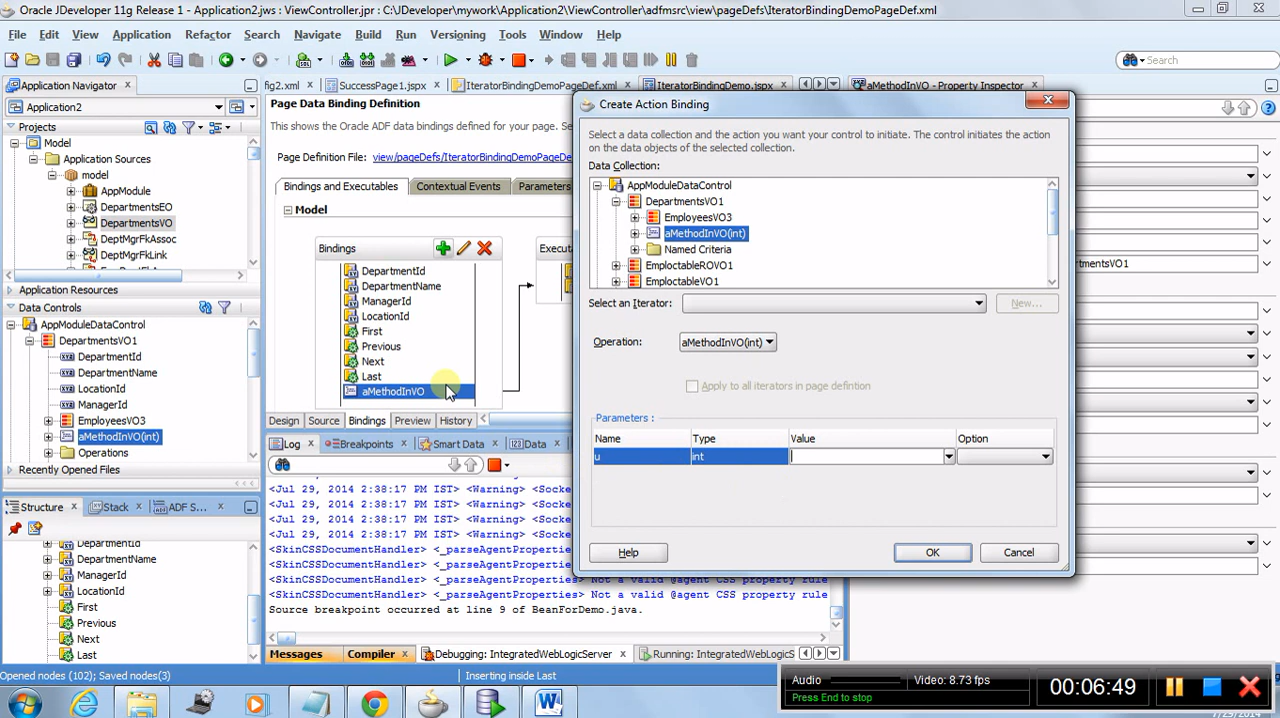 Oracle JDeveloper 11g Release 1 - Application2.jws : ViewController.jpr : C:\JDeveloper\mywork\Application2\ViewController\adfmsrc\view\pageDefs\IteratorBindingDemoPageDef.xml
File Edit View Application Refactor Search Navigate Build Run Versioning Tools Window Help
Search
Application Navigator
fig2.xml SuccessPage1.jspx IteratorBindingDemoPageDef.xml IteratorBindingDemo.jspx aMethodInVO - Property Inspector
Application2
Projects
Model
Application Sources
model
AppModule
DepartmentsEO
DepartmentsVO
DeptMgrFkAssoc
DeptMgrFkLink
Application Resources
Data Controls
AppModuleDataControl
DepartmentsVO1
DepartmentId
DepartmentName
LocationId
ManagerId
EmployeesVO3
aMethodInVO(int)
Operations
Recently Opened Files
Structure Stack ADF S...
DepartmentId
DepartmentName
ManagerId
LocationId
First
Previous
Next
Last
Page Data Binding Definition
This shows the Oracle ADF data bindings defined for your page. Se
Page Definition File: view/pageDefs/IteratorBindingDemoPageDe
Bindings and Executables Contextual Events Parameters
Model
Bindings
Execut
DepartmentId
DepartmentName
ManagerId
LocationId
First
Previous
Next
Last
aMethodInVO
Design Source Bindings Preview History
Log Breakpoints Smart Data Data
<Jul 29, 2014 2:38:17 PM IST> <Warning> <Socke
<Jul 29, 2014 2:38:17 PM IST> <Warning> <Socke
<Jul 29, 2014 2:38:17 PM IST> <Warning> <Socke
<Jul 29, 2014 2:38:17 PM IST> <Warning> <Socke
<SkinCSSDocumentHandler> <_parseAgentProperties>
<SkinCSSDocumentHandler> <_parseAgentProperties>
<SkinCSSDocumentHandler> <_parseAgentProperties> Not a valid @agent CSS property rule
<SkinCSSDocumentHandler> <_parseAgentProperties> Not a valid @agent CSS property rule
Source breakpoint occurred at line 9 of BeanForDemo.java.
Messages Compiler Debugging: IntegratedWebLogicServer Running: IntegratedWebLogicS
Create Action Binding
Select a data collection and the action you want your control to initiate. The control initiates the action
on the data objects of the selected collection.
Data Collection:
AppModuleDataControl
DepartmentsVO1
EmployeesVO3
aMethodInVO(int)
Named Criteria
EmploctableROVO1
EmploctableVO1
Select an Iterator: New...
Operation: aMethodInVO(int)
Apply to all iterators in page defintion
Parameters :
Name Type Value Option
u int
Help OK Cancel
artmentsVO1
Opened nodes (102); Saved nodes(3)
Inserting inside Last
Audio Video: 8.73 fps
Press End to stop
00:06:49